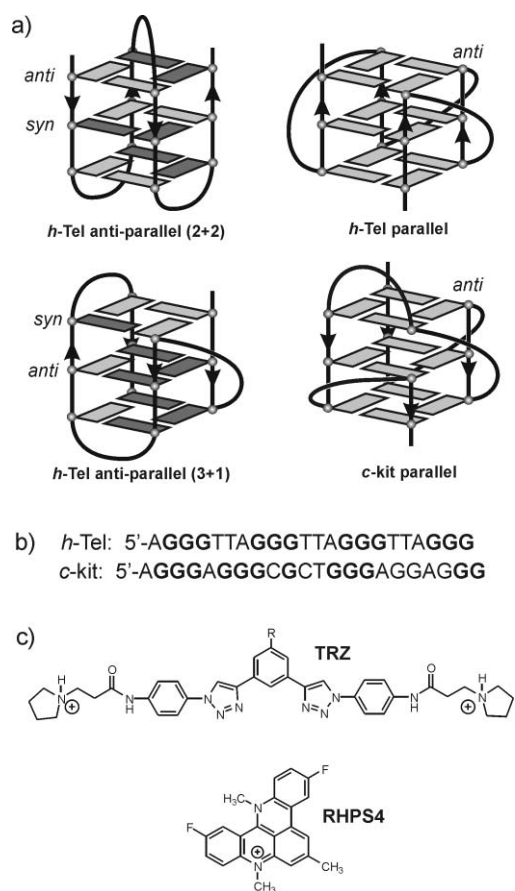 a)
anti
syn
h-Tel anti-parallel (2+2)
anti
h-Tel parallel
syn
anti
h-Tel anti-parallel (3+1)
anti
c-kit parallel
b) h-Tel: 5'-AGGGTTAGGGTTAGGGTTAGGG
c-kit: 5'-AGGGAGGGCGCTGGGAGGAGGG
c)
R
TRZ
H
N
⊕
O
N
H
N
N=N
N
N=N
O
N
H
H
N
⊕
F
H₃C
N
RHPS4
F
⊕
N
CH₃
CH₃